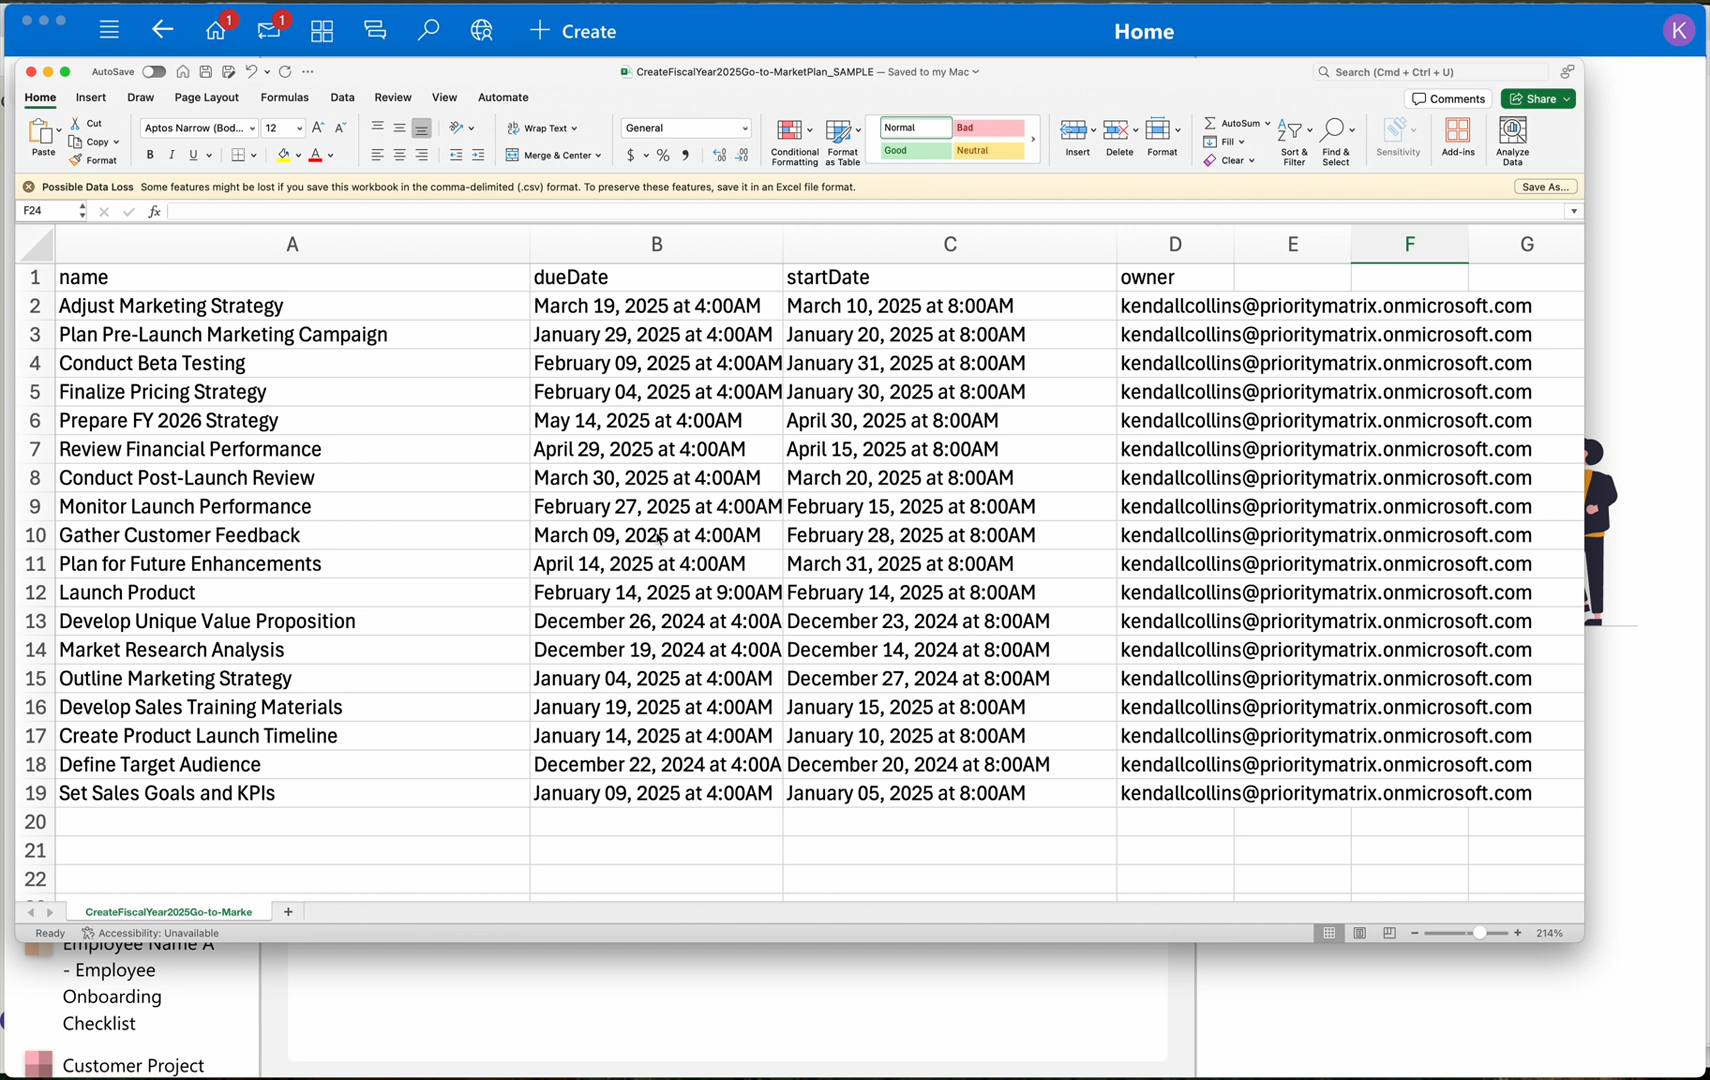 1
1
Create
Home
K
AutoSave
CreateFiscalYear2025Go-to-MarketPlan_SAMPLE — Saved to my Mac
Search (Cmd + Ctrl + U)
Home Insert Draw Page Layout Formulas Data Review View Automate
Comments
Share
Paste
Cut
Copy
Format
Aptos Narrow (Bod...
12
B I U
Wrap Text
Merge & Center
General
$ % 9
Conditional Formatting
Format as Table
Normal
Bad
Good
Neutral
Insert
Delete
Format
AutoSum
Fill
Clear
Sort & Filter
Find & Select
Sensitivity
Add-ins
Analyze Data
Possible Data Loss Some features might be lost if you save this workbook in the comma-delimited (.csv) format. To preserve these features, save it in an Excel file format.
Save As...
F24
fx
A B C D E F G
1 name dueDate startDate owner
2 Adjust Marketing Strategy March 19, 2025 at 4:00AM March 10, 2025 at 8:00AM kendallcollins@prioritymatrix.onmicrosoft.com
3 Plan Pre-Launch Marketing Campaign January 29, 2025 at 4:00AM January 20, 2025 at 8:00AM kendallcollins@prioritymatrix.onmicrosoft.com
4 Conduct Beta Testing February 09, 2025 at 4:00AM January 31, 2025 at 8:00AM kendallcollins@prioritymatrix.onmicrosoft.com
5 Finalize Pricing Strategy February 04, 2025 at 4:00AM January 30, 2025 at 8:00AM kendallcollins@prioritymatrix.onmicrosoft.com
6 Prepare FY 2026 Strategy May 14, 2025 at 4:00AM April 30, 2025 at 8:00AM kendallcollins@prioritymatrix.onmicrosoft.com
7 Review Financial Performance April 29, 2025 at 4:00AM April 15, 2025 at 8:00AM kendallcollins@prioritymatrix.onmicrosoft.com
8 Conduct Post-Launch Review March 30, 2025 at 4:00AM March 20, 2025 at 8:00AM kendallcollins@prioritymatrix.onmicrosoft.com
9 Monitor Launch Performance February 27, 2025 at 4:00AM February 15, 2025 at 8:00AM kendallcollins@prioritymatrix.onmicrosoft.com
10 Gather Customer Feedback March 09, 2025 at 4:00AM February 28, 2025 at 8:00AM kendallcollins@prioritymatrix.onmicrosoft.com
11 Plan for Future Enhancements April 14, 2025 at 4:00AM March 31, 2025 at 8:00AM kendallcollins@prioritymatrix.onmicrosoft.com
12 Launch Product February 14, 2025 at 9:00AM February 14, 2025 at 8:00AM kendallcollins@prioritymatrix.onmicrosoft.com
13 Develop Unique Value Proposition December 26, 2024 at 4:00A December 23, 2024 at 8:00AM kendallcollins@prioritymatrix.onmicrosoft.com
14 Market Research Analysis December 19, 2024 at 4:00A December 14, 2024 at 8:00AM kendallcollins@prioritymatrix.onmicrosoft.com
15 Outline Marketing Strategy January 04, 2025 at 4:00AM December 27, 2024 at 8:00AM kendallcollins@prioritymatrix.onmicrosoft.com
16 Develop Sales Training Materials January 19, 2025 at 4:00AM January 15, 2025 at 8:00AM kendallcollins@prioritymatrix.onmicrosoft.com
17 Create Product Launch Timeline January 14, 2025 at 4:00AM January 10, 2025 at 8:00AM kendallcollins@prioritymatrix.onmicrosoft.com
18 Define Target Audience December 22, 2024 at 4:00A December 20, 2024 at 8:00AM kendallcollins@prioritymatrix.onmicrosoft.com
19 Set Sales Goals and KPIs January 09, 2025 at 4:00AM January 05, 2025 at 8:00AM kendallcollins@prioritymatrix.onmicrosoft.com
20
21
22
CreateFiscalYear2025Go-to-Marke
Ready
Accessibility: Unavailable
214%
Employee Name A
- Employee
Onboarding
Checklist
Customer Project